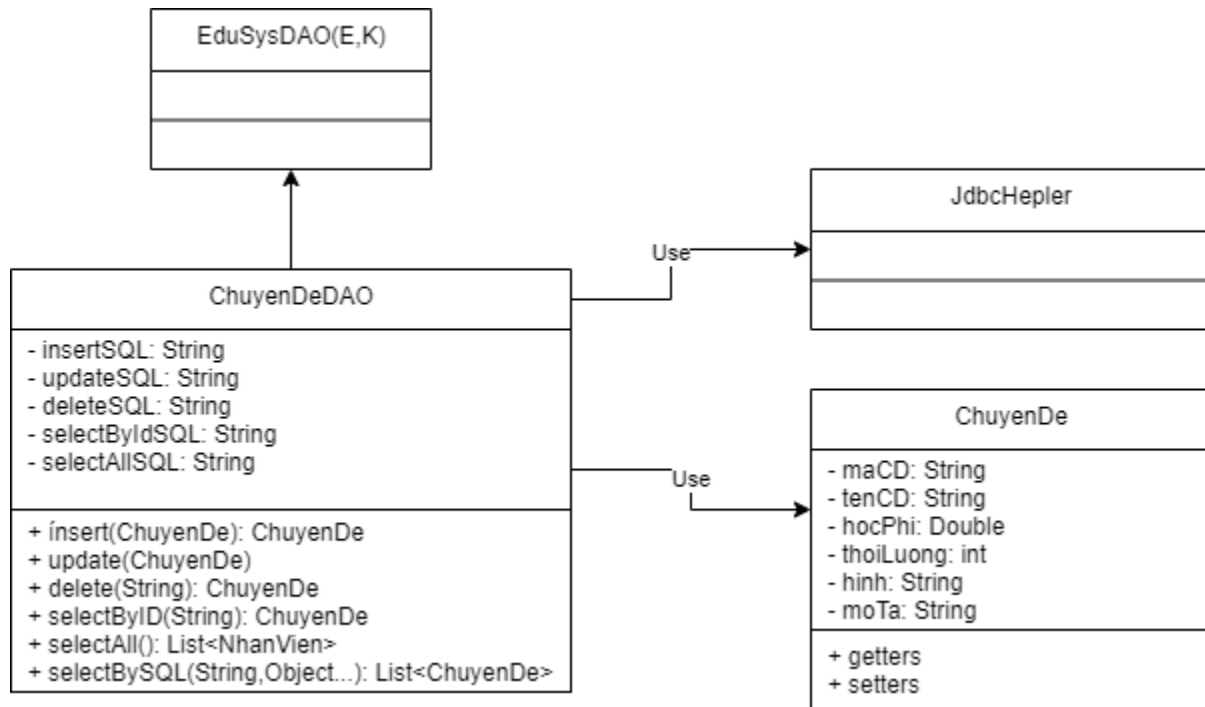 EduSysDAO(E,K)
JdbcHepler
Use
ChuyenDeDAO
- insertSQL: String
- updateSQL: String
- deleteSQL: String
- selectByIdSQL: String
- selectAllSQL: String
+ ínsert(ChuyenDe): ChuyenDe
+ update(ChuyenDe)
+ delete(String): ChuyenDe
+ selectByID(String): ChuyenDe
+ selectAll(): List<NhanVien>
+ selectBySQL(String,Object...): List<ChuyenDe>
Use
ChuyenDe
- maCD: String
- tenCD: String
- hocPhi: Double
- thoiLuong: int
- hinh: String
- moTa: String
+ getters
+ setters